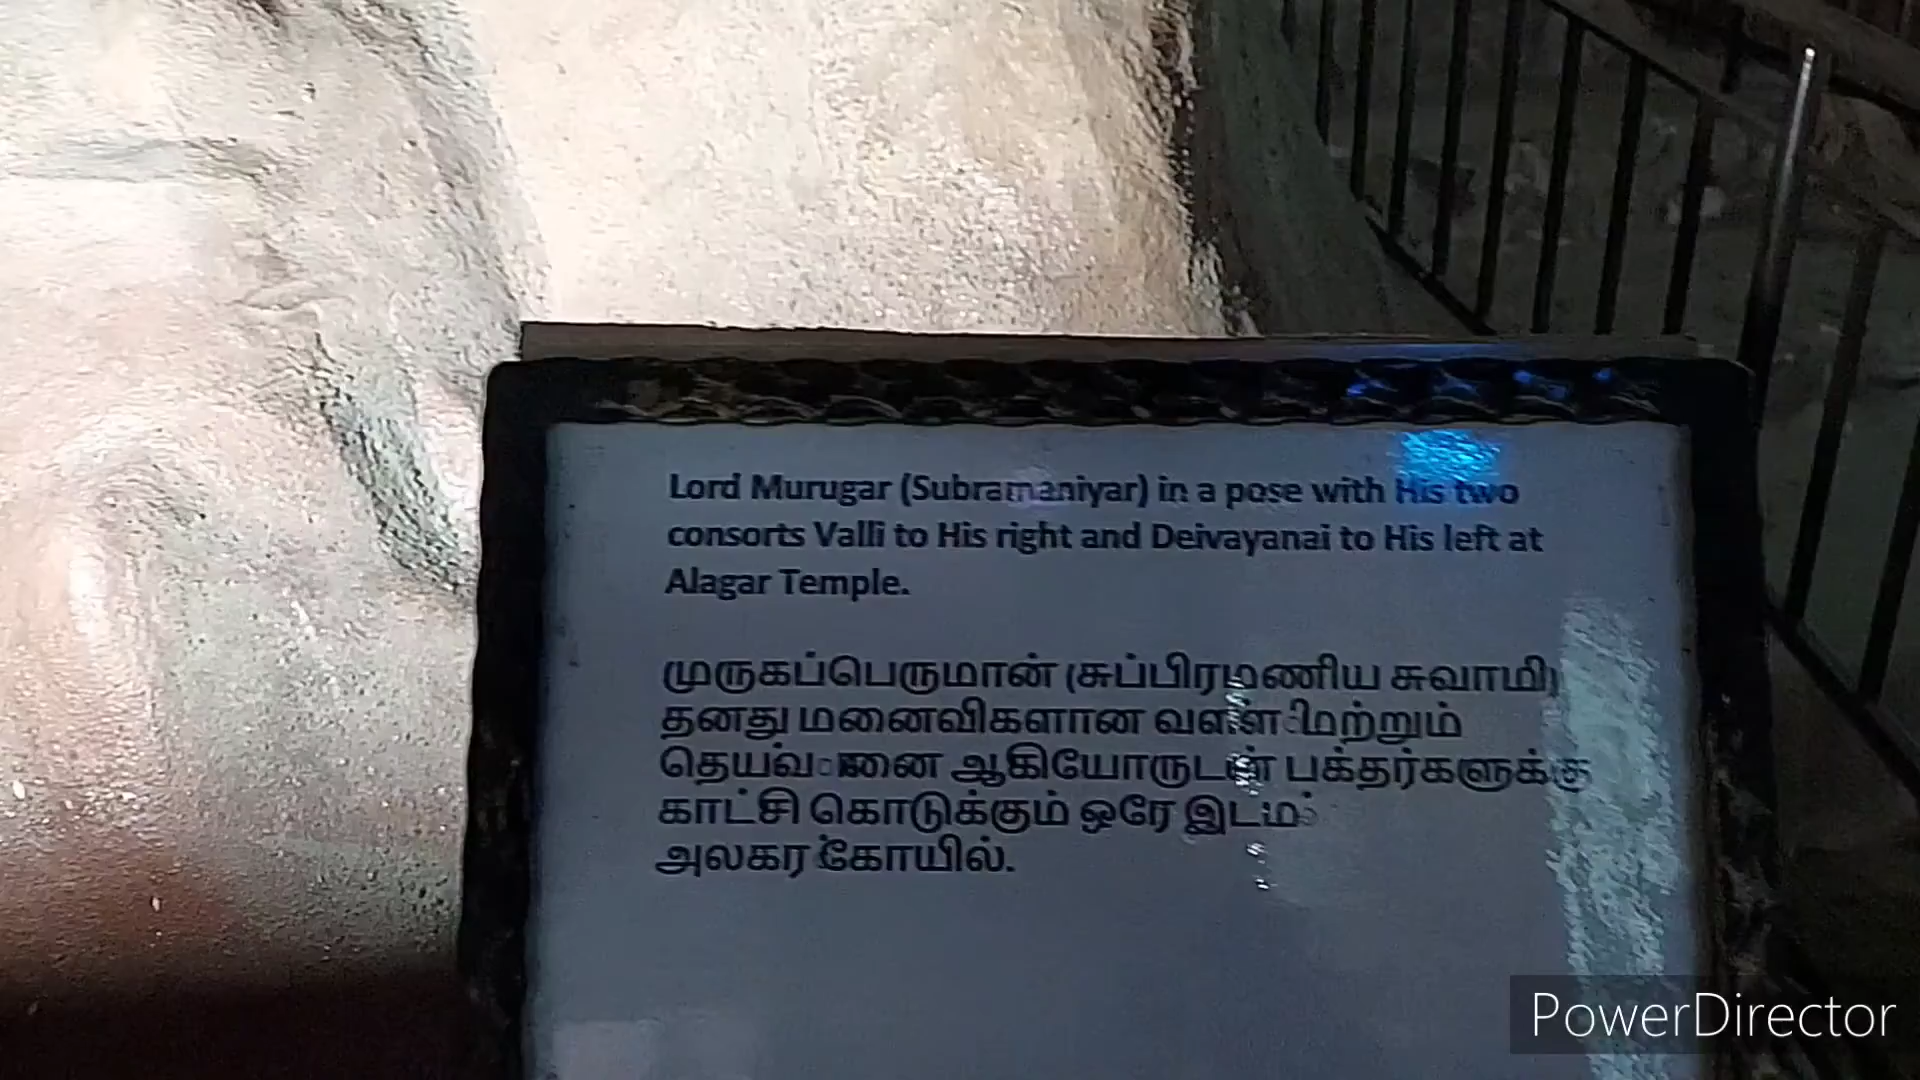 Lord Murugar (Subramaniyar) in a pose with His two
consorts Valli to His right and Deivayanai to His left at
Alagar Temple.
முருகப்பெருமான் (சுப்பிரமணிய சுவாமி)
தனது மனைவிகளான வள்ளி மற்றும்
ஆகியோருடன் பக்தர்களுக்கு
காட்சி கொடுக்கும் ஒரே இடம்
அலகர் கோயில்.
PowerDirector